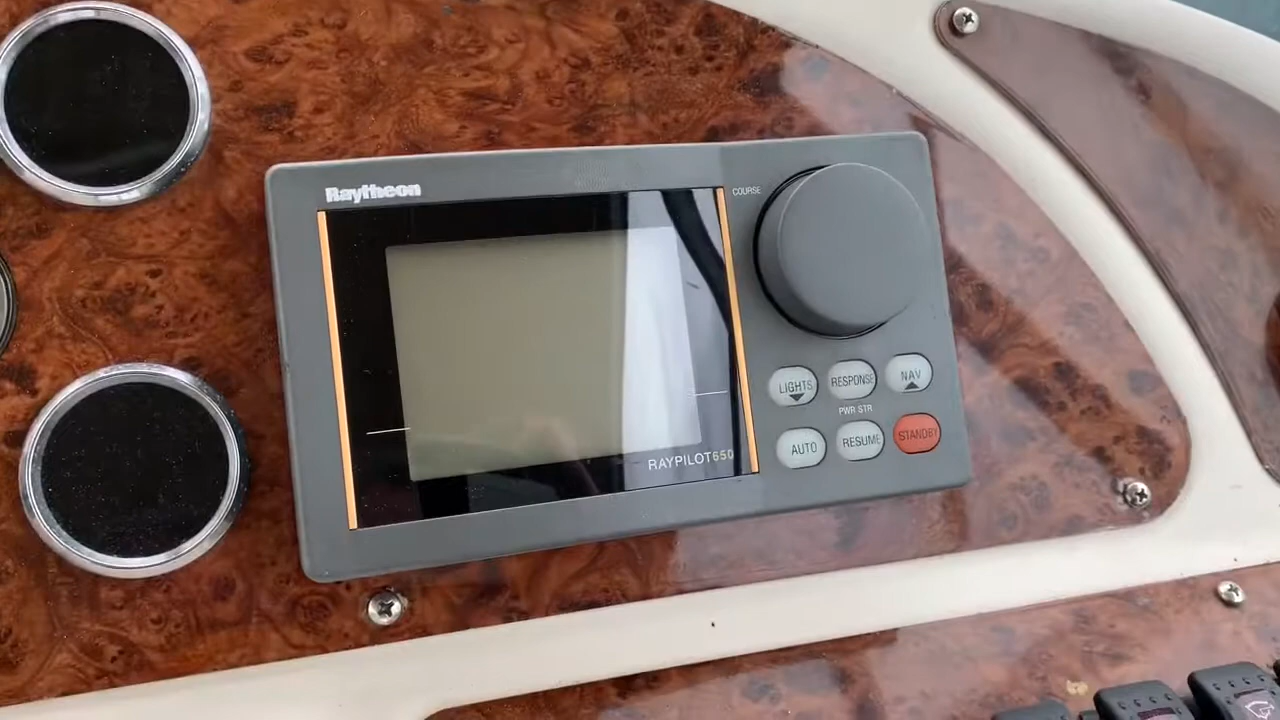 Raytheon
COURSE
LIGHTS RESPONSE NAV
PWR STR
AUTO RESUME STANDBY
RAYPILOT650